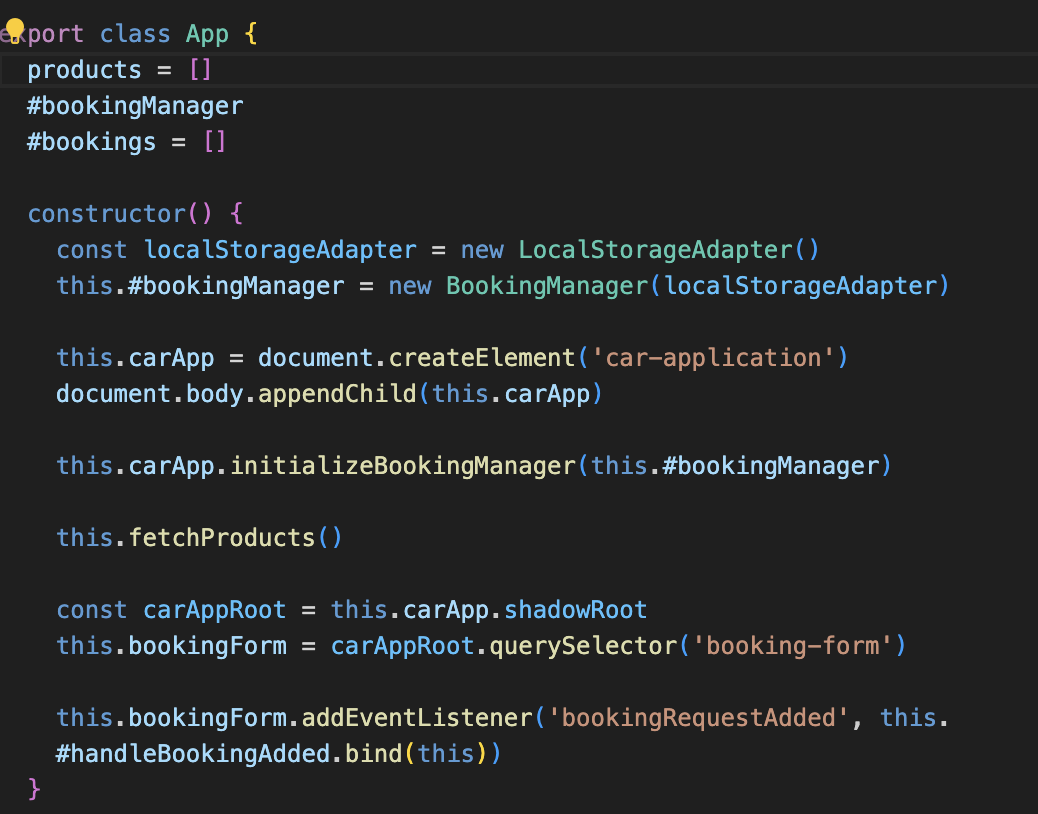 export class App {
products = []
#bookingManager
#bookings = []
constructor() {
const localStorageAdapter = new LocalStorageAdapter()
this.#bookingManager = new BookingManager(localStorageAdapter)
this.carApp = document.createElement('car-application')
document.body.appendChild(this.carApp)
this.carApp.initializeBookingManager(this.#bookingManager)
this.fetchProducts()
const carAppRoot = this.carApp.shadowRoot
this.bookingForm = carAppRoot.querySelector('booking-form')
this.bookingForm.addEventListener('bookingRequestAdded', this.
#handleBookingAdded.bind(this))
}